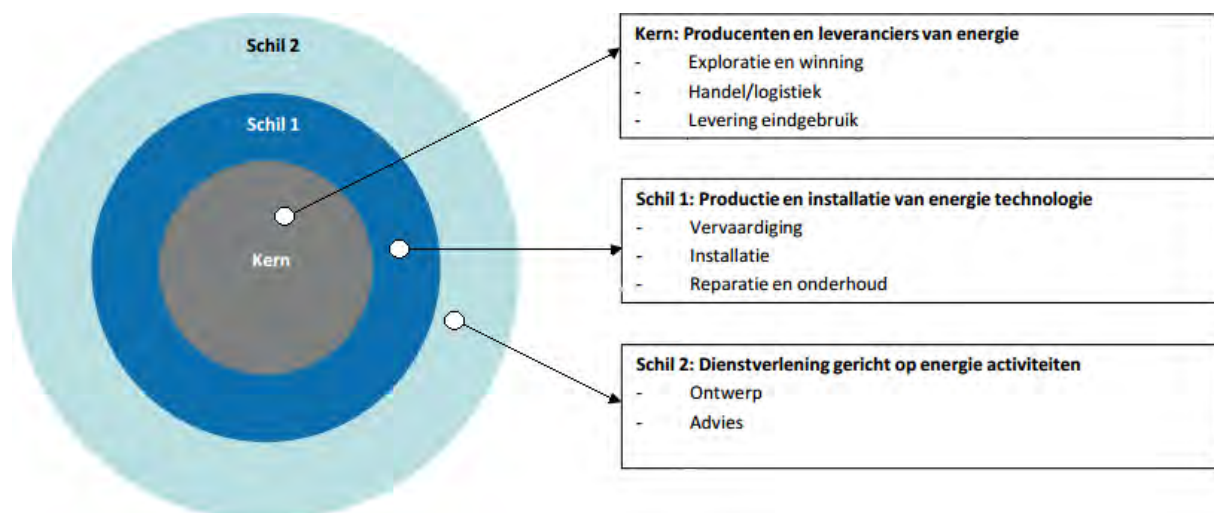 Schil 2
Schil 1
Kern
Kern: Producenten en leveranciers van energie
- Exploratie en winning
- Handel/logistiek
- Levering eindgebruik
Schil 1: Productie en installatie van energie technologie
- Vervaardiging
- Installatie
- Reparatie en onderhoud
Schil 2: Dienstverlening gericht op energie activiteiten
- Ontwerp
- Advies